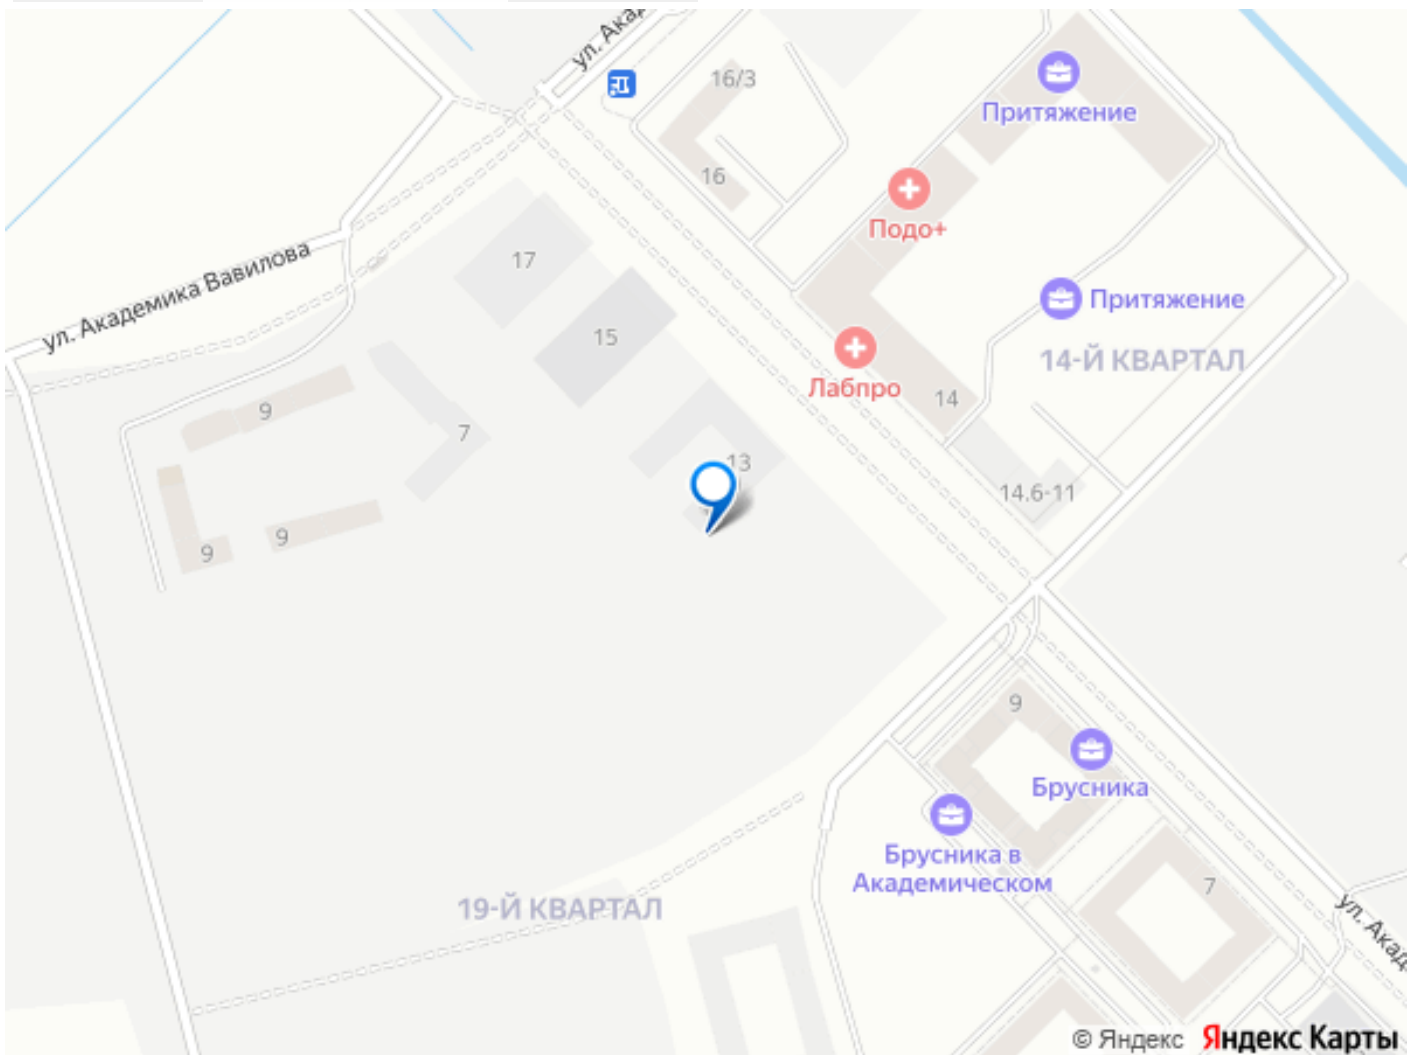 ул. Ака
16/3
Притяжение
16
Подо+
17
ул. Академика Вавилова
Притяжение
15
14-Й КВАРТАЛ
Лабпро
14
9
7
13
14.6-11
9
9
9
Брусника
Брусника в
Академическом
7
19-Й КВАРТАЛ
ул. Акад
© Яндекс Яндекс Карты